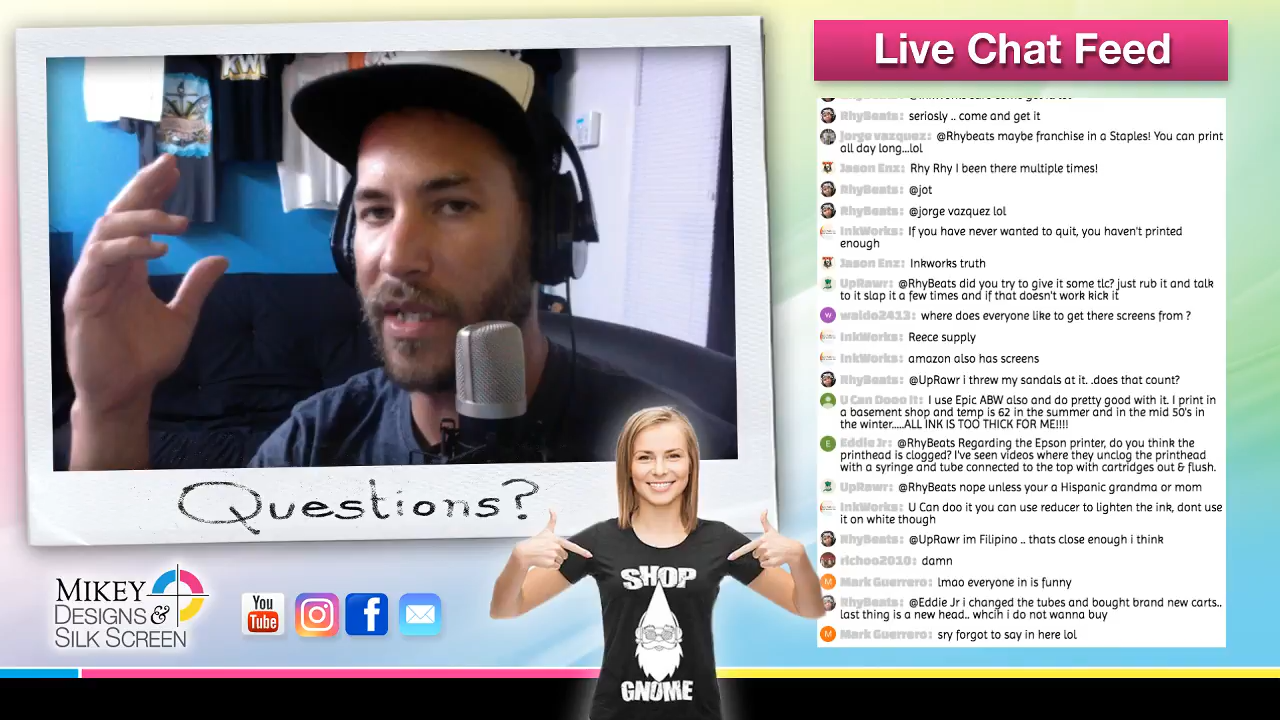 KWI
Questions?
MIKEY
DESIGNS &
SILK SCREEN
You
Tube
SHOP
GNOME
Live Chat Feed
RhyBeats: seriosly .. come and get it
Jorge vazquez: @Rhybeats maybe franchise in a Staples! You can print
all day long...lol
Jason Enz: Rhy Rhy I been there multiple times!
RhyBeats: @jot
RhyBeats: @jorge vazquez lol
InkWorks: If you have never wanted to quit, you haven't printed
enough
Jason Enz: Inkworks truth
UpRawr: @RhyBeats did you try to give it some tlc? just rub it and talk
to it slap it a few times and if that doesn't work kick it
waldo2413: where does everyone like to get there screens from ?
InkWorks: Reece supply
InkWorks: amazon also has screens
RhyBeats: @UpRawr i threw my sandals at it. .does that count?
U Can Dooo It: I use Epic ABW also and do pretty good with it. I print in
a basement shop and temp is 62 in the summer and in the mid 50's in
the winter.....ALL INK IS TOO THICK FOR ME!!!!
Eddie Jr: @RhyBeats Regarding the Epson printer, do you think the
printhead is clogged? I've seen videos where they unclog the printhead
with a syringe and tube connected to the top with cartridges out & flush.
UpRawr: @RhyBeats nope unless your a Hispanic grandma or mom
InkWorks: U Can doo it you can use reducer to lighten the ink, dont use
it on white though
RhyBeats: @UpRawr im Filipino .. thats close enough i think
richoo2010: damn
Mark Guerrero: lmao everyone in is funny
RhyBeats: @Eddie Jr i changed the tubes and bought brand new carts..
last thing is a new head.. whcih i do not wanna buy
Mark Guerrero: sry forgot to say in here lol